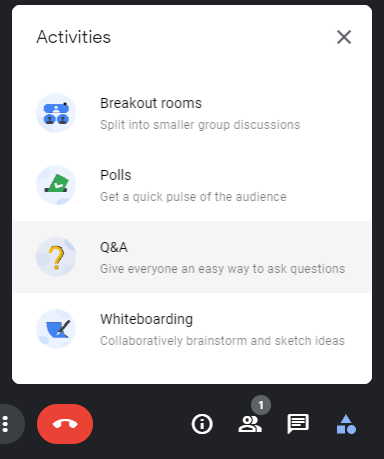 Activities
Breakout rooms
Split into smaller group discussions
Polls
Get a quick pulse of the audience
Q&A
Give everyone an easy way to ask questions
Whiteboarding
Collaboratively brainstorm and sketch ideas
1